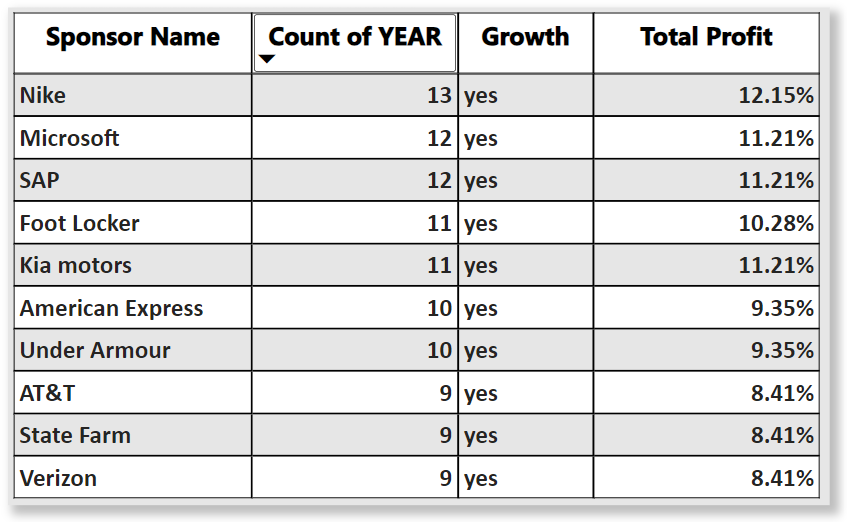 Sponsor Name Count of YEAR Growth Total Profit
Nike 13 yes 12.15%
Microsoft 12 yes 11.21%
SAP 12 yes 11.21%
Foot Locker 11 yes 10.28%
Kia motors 11 yes 11.21%
American Express 10 yes 9.35%
Under Armour 10 yes 9.35%
AT&T 9 yes 8.41%
State Farm 9 yes 8.41%
Verizon 9 yes 8.41%